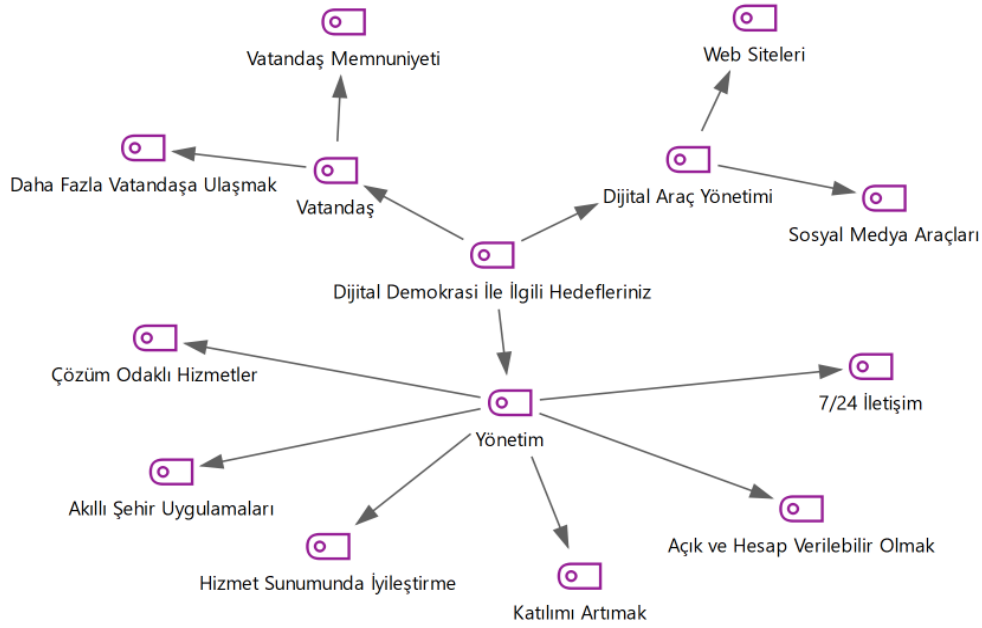 Vatandaş Memnuniyeti
Web Siteleri
Daha Fazla Vatandaşa Ulaşmak
Vatandaş
Dijital Araç Yönetimi
Sosyal Medya Araçları
Dijital Demokrasi İle İlgili Hedefleriniz
Çözüm Odaklı Hizmetler
7/24 İletişim
Yönetim
Akıllı Şehir Uygulamaları
Açık ve Hesap Verilebilir Olmak
Hizmet Sunumunda İyileştirme
Katılımı Artımak